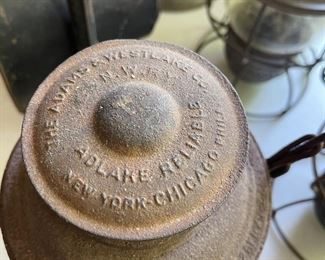 THE ADAMS & WESTLAKE CO.
N.W.
ADLAKE RELIABLE
NEW-YORK-CHICAGO-PHILA